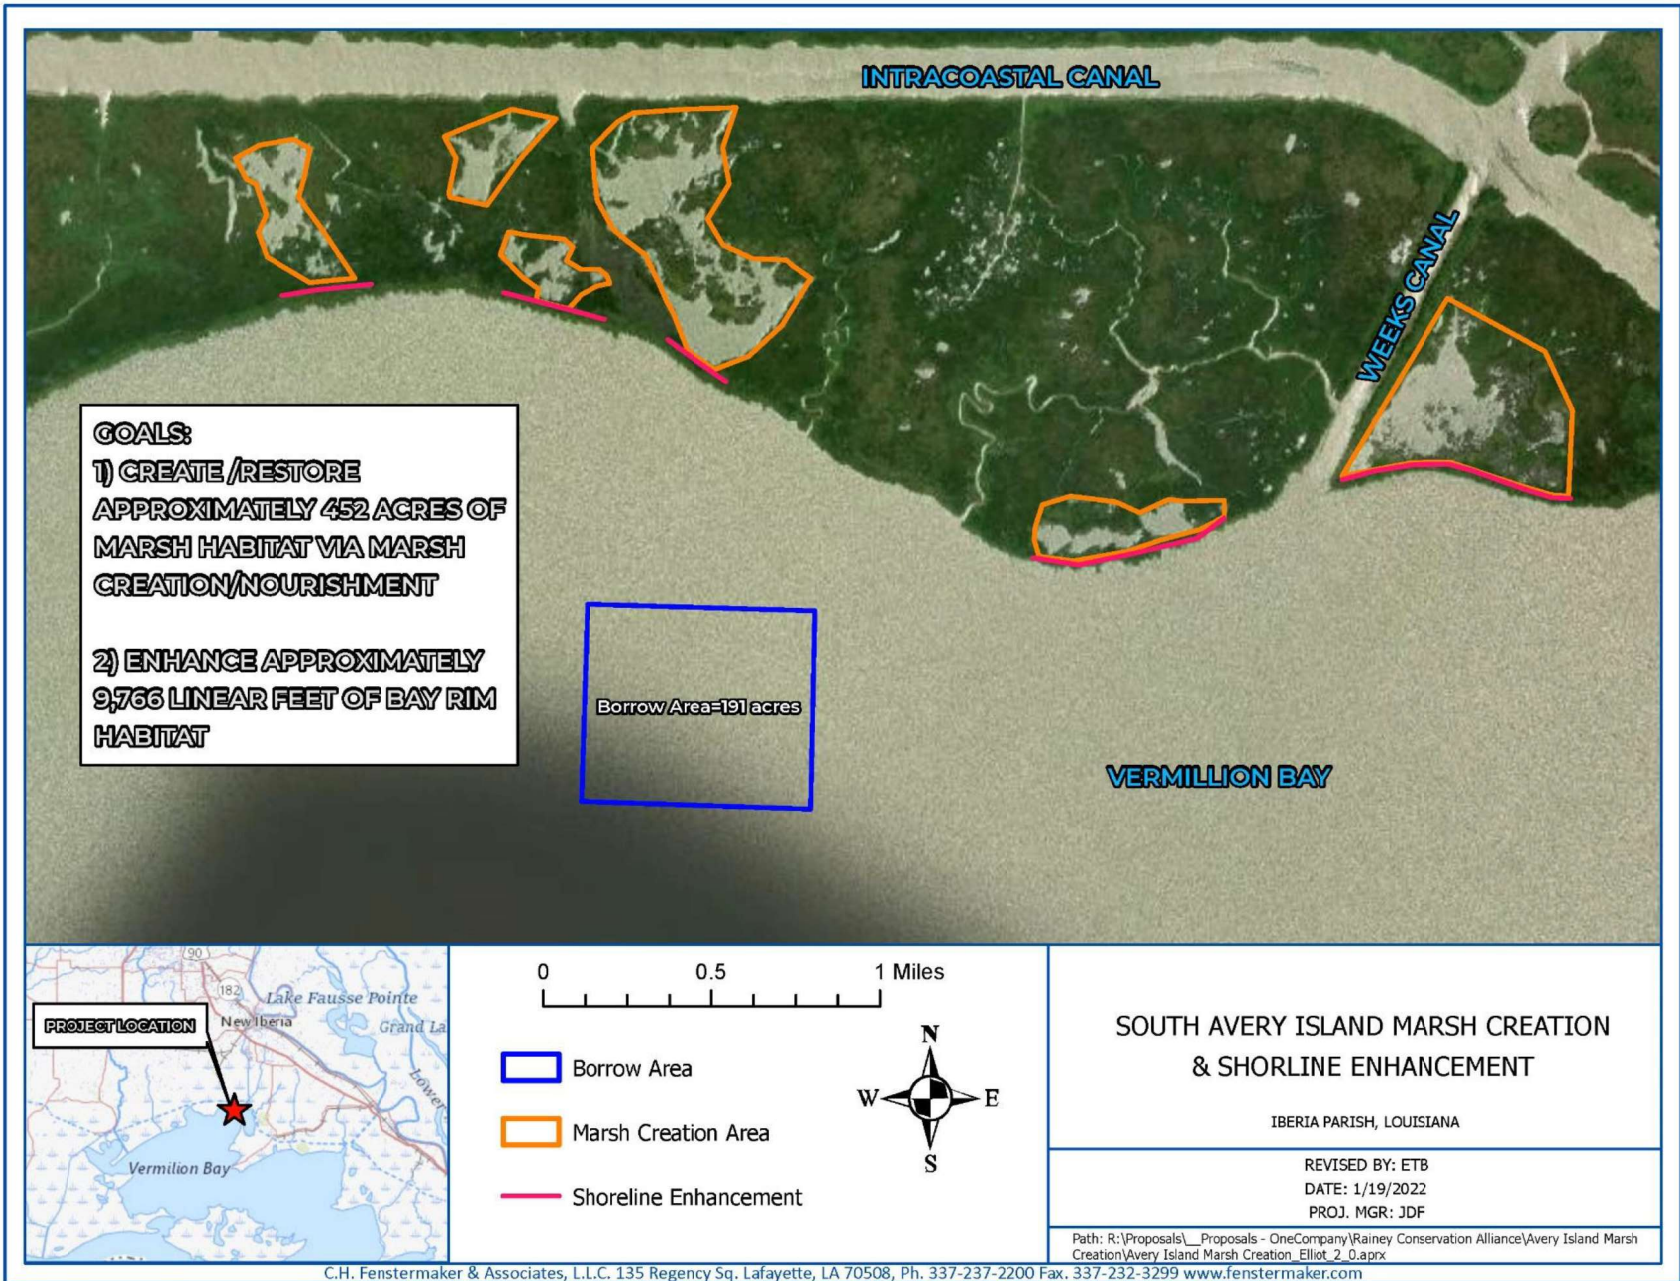 INTRACOASTAL CANAL
WEEKS CANAL
GOALS:
1) CREATE /RESTORE
APPROXIMATELY 452 ACRES OF
MARSH HABITAT VIA MARSH
CREATION/NOURISHMENT
2) ENHANCE APPROXIMATELY
9,766 LINEAR FEET OF BAY RIM
HABITAT
Borrow Area=191 acres
VERMILLION BAY
90
182
Lake Fausse Pointe
PROJECT LOCATION
New Iberia
Grand La
Lower
Vermilion Bay
0 0.5 1 Miles
Borrow Area
Marsh Creation Area
Shoreline Enhancement
N
W E
S
SOUTH AVERY ISLAND MARSH CREATION
& SHORLINE ENHANCEMENT
IBERIA PARISH, LOUISIANA
REVISED BY: ETB
DATE: 1/19/2022
PROJ. MGR: JDF
Path: R:\Proposals\__Proposals - OneCompany\Rainey Conservation Alliance\Avery Island Marsh
Creation\Avery Island Marsh Creation_Elliot_2_0.aprx
C.H. Fenstermaker & Associates, L.L.C. 135 Regency Sq. Lafayette, LA 70508, Ph. 337-237-2200 Fax. 337-232-3299 www.fenstermaker.com